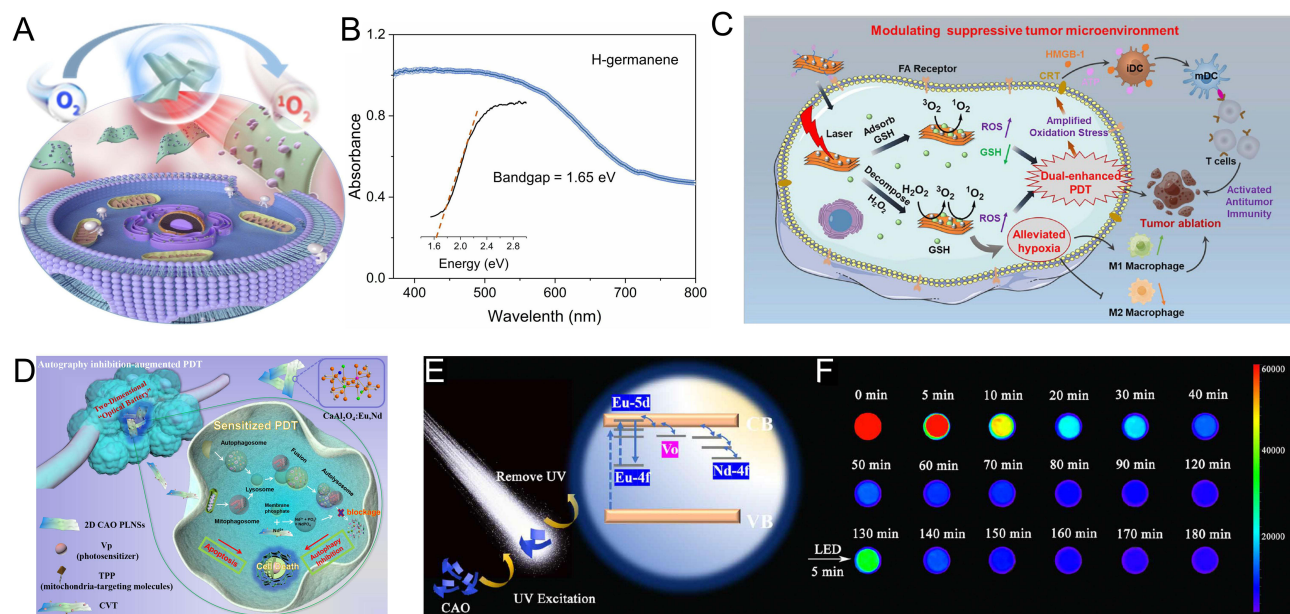 A
O2
1O2
B
H-germanene
1.2
0.8
0.4
0.0
Absorbance
Bandgap = 1.65 eV
1.6 2.0 2.4 2.8
Energy (eV)
400 500 600 700 800
Wavelenth (nm)
C
Modulating suppressive tumor microenvironment
HMGB-1
FA Receptor
CRT
iDC
mDC
Laser
Adsorb
GSH
3O2
1O2
ROS
GSH
Amplified
Oxidation Stress
T cells
Decompose
H2O2
H2O2
3O2
1O2
ROS
GSH
Dual-enhanced
PDT
Activated
Antitumor
Immunity
Tumor ablation
Alleviated
hypoxia
M1 Macrophage
M2 Macrophage
D
Autography inhibition-augmented PDT
Two-Dimensional
"Optical Battery"
CaAl2O4:Eu,Nd
Sensitized PDT
Autophagosome
Fusion
Autolysosome
Lysosome
Mitophagosome
Membrane
phosphate
blockage
Apoptosis
Autophagy
Inhibition
Cell death
2D CAO PLNSs
Vp
(photosensitizer)
TPP
(mitochondria-targeting molecules)
CVT
E
Eu-5d
CB
Vo
Nd-4f
Eu-4f
VB
Remove UV
UV Excitation
CAO
F
0 min 5 min 10 min 20 min 30 min 40 min
50 min 60 min 70 min 80 min 90 min 120 min
130 min 140 min 150 min 160 min 170 min 180 min
LED
5 min
60000
40000
20000